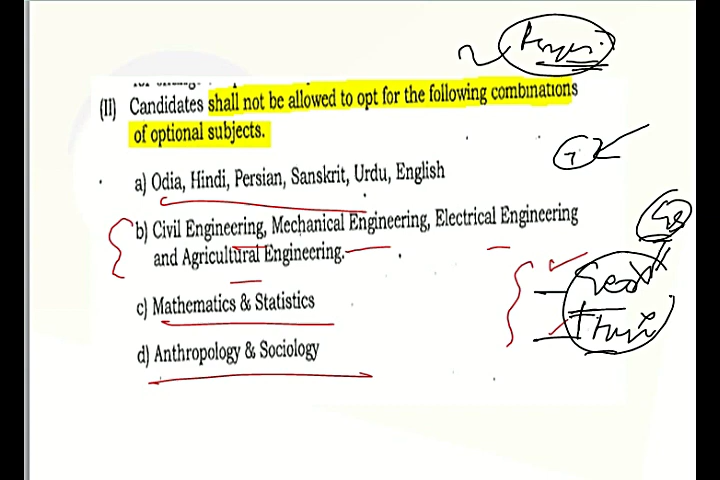 (II) Candidates shall not be allowed to opt for the following combinations
of optional subjects.
a) Odia, Hindi, Persian, Sanskrit, Urdu, English
b) Civil Engineering, Mechanical Engineering, Electrical Engineering
and Agricultural Engineering.
c) Mathematics & Statistics
d) Anthropology & Sociology